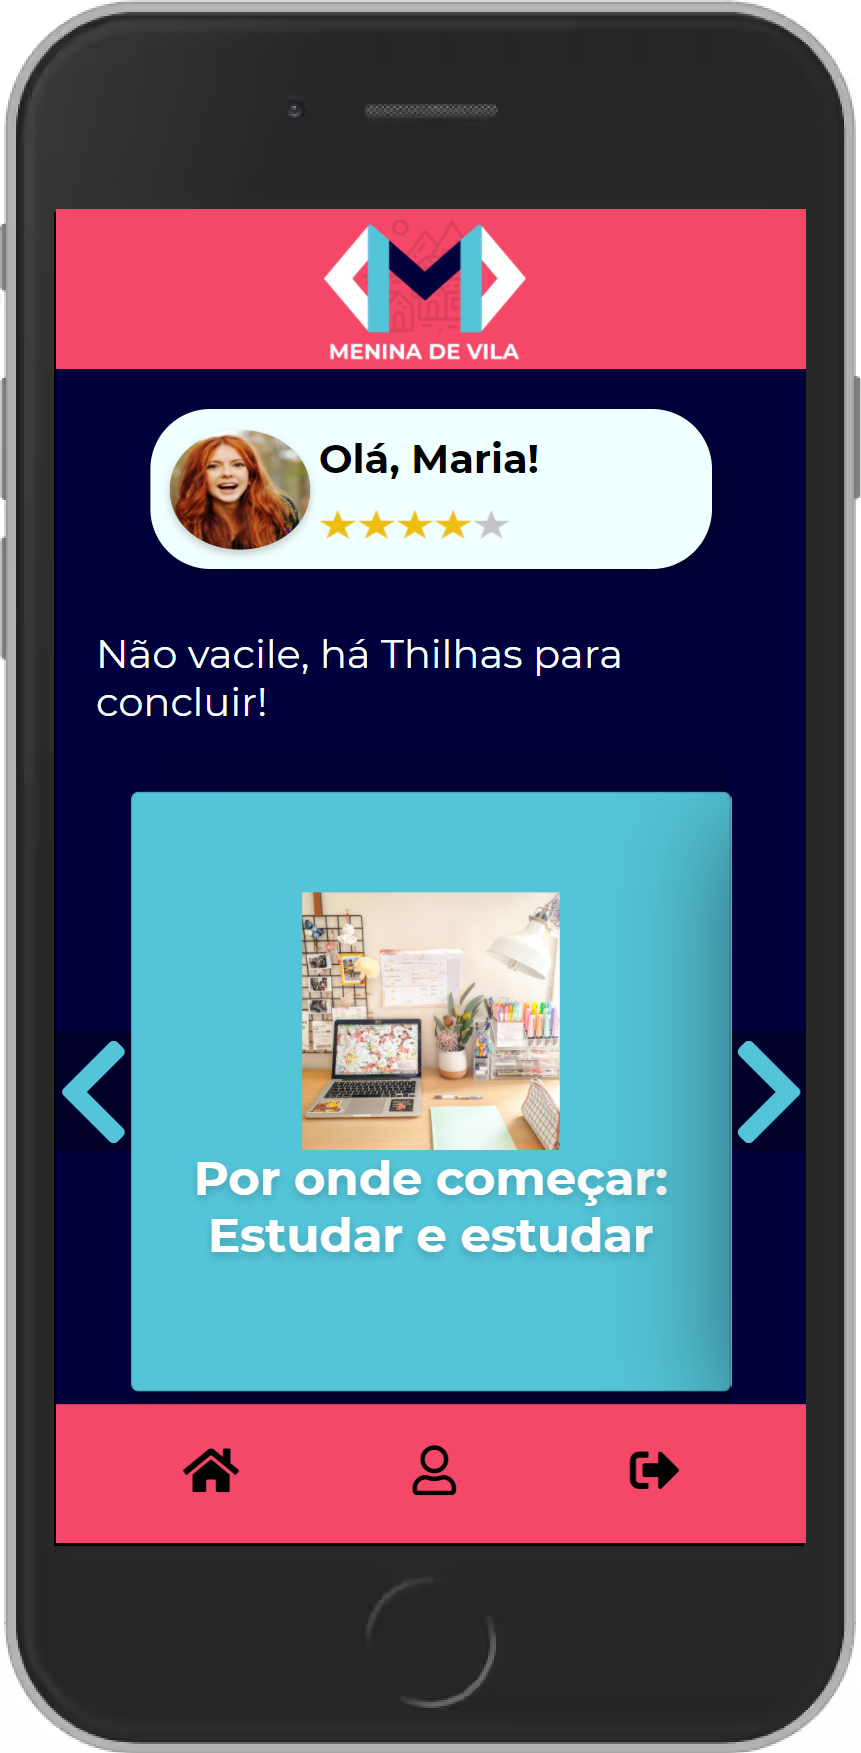 MENINA DE VILA
Olá, Maria!
Não vacile, há Thilhas para
concluir!
Por onde começar:
Estudar e estudar